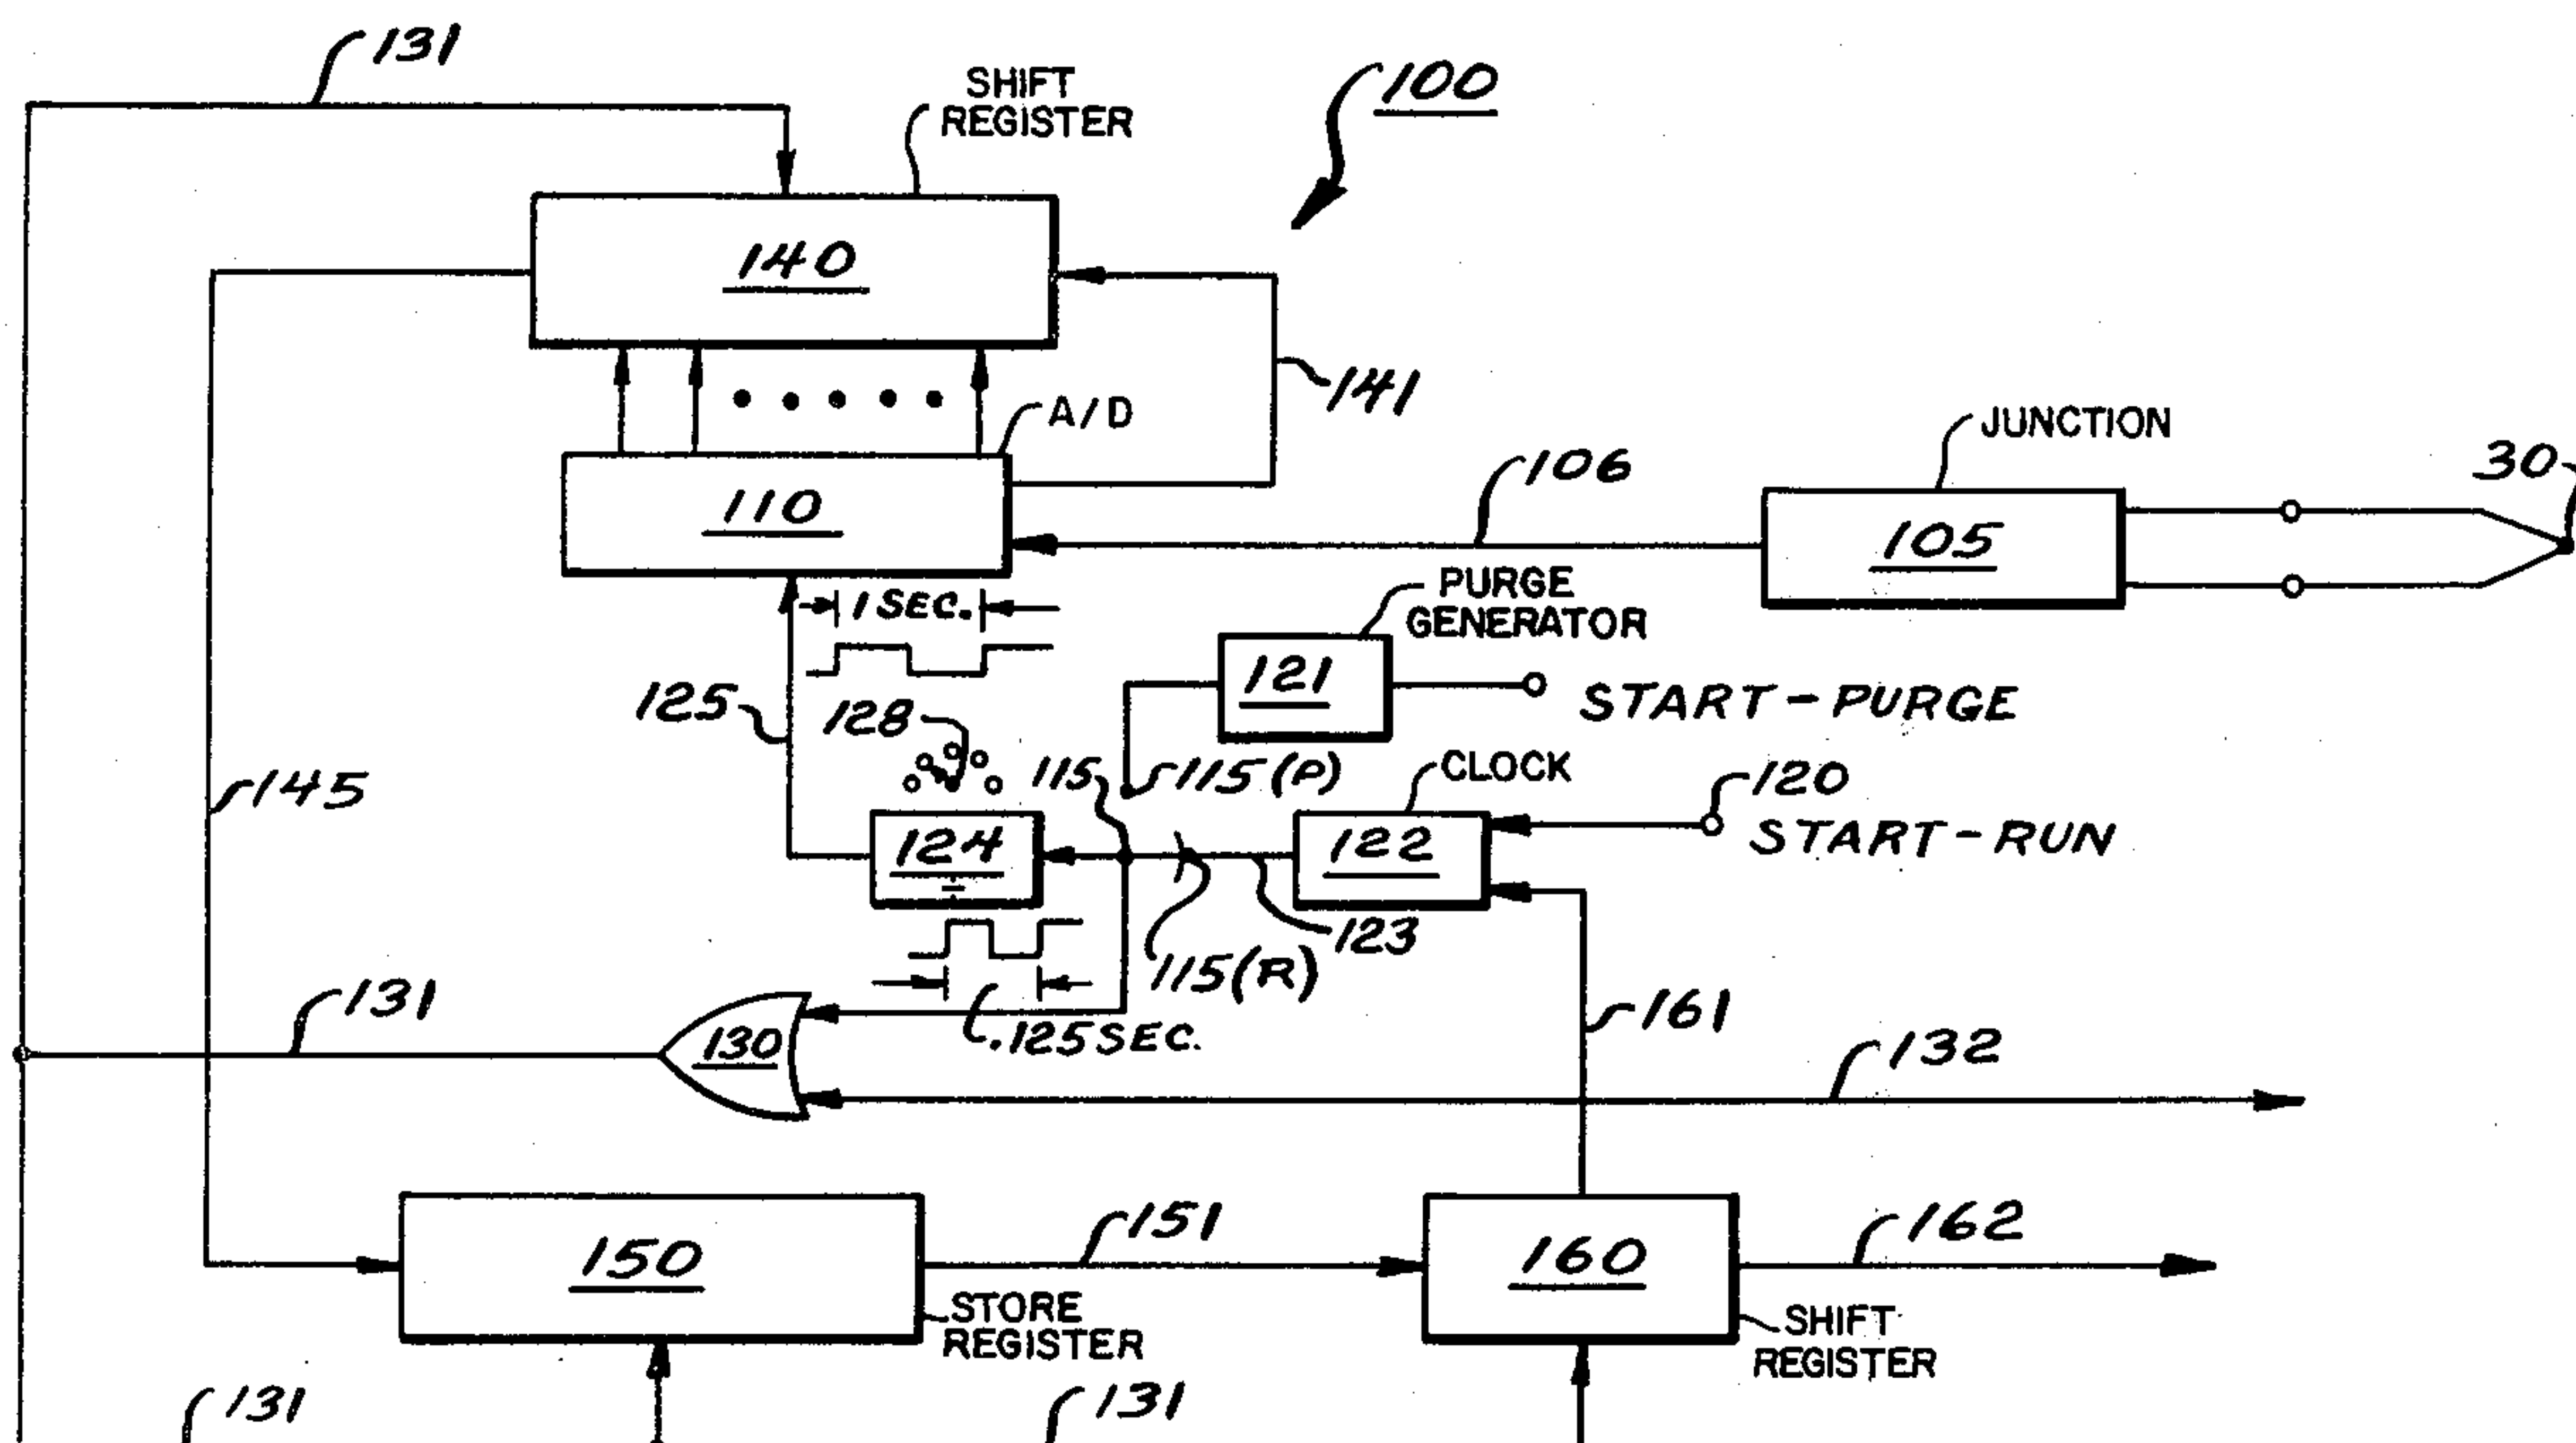 131
SHIFT
REGISTER
100
140
141
A/D
JUNCTION
110
106
105
30
1 SEC.
PURGE
GENERATOR
121
START-PURGE
125
128
115
115(P)
CLOCK
120
145
124
÷
122
START-RUN
123
115(R)
131
.125 SEC.
130
161
132
150
151
160
162
STORE
REGISTER
SHIFT
REGISTER
131
131